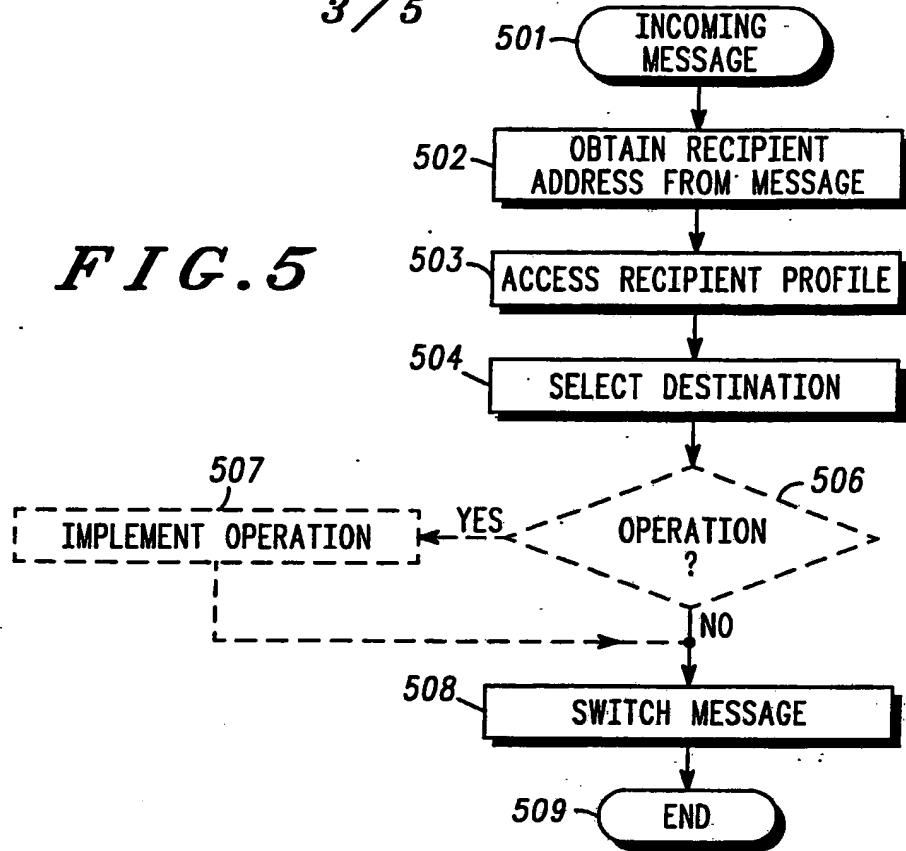 3/5
501
INCOMING
MESSAGE
502
OBTAIN RECIPIENT
ADDRESS FROM MESSAGE
FIG.5
503
ACCESS RECIPIENT PROFILE
504
SELECT DESTINATION
507
506
IMPLEMENT OPERATION
YES
OPERATION
?
NO
508
SWITCH MESSAGE
509
END